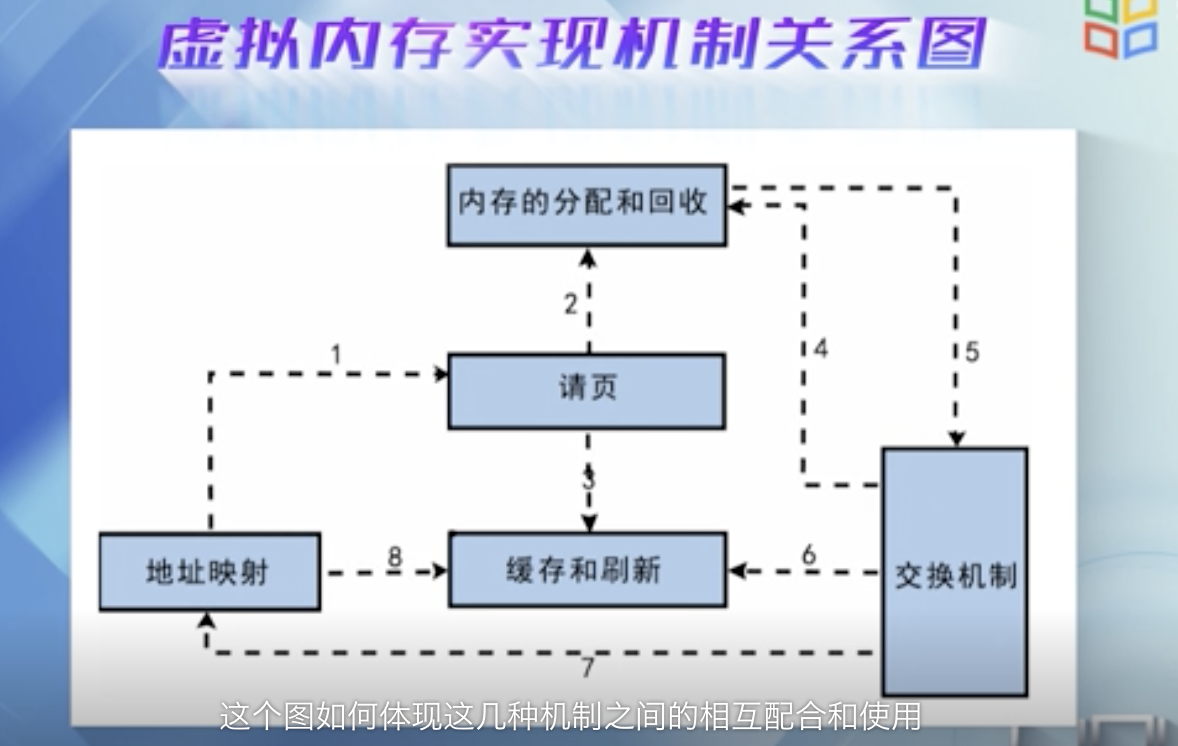 虚拟内存实现机制关系图
内存的分配和回收
2
4
5
1
请页
3
地址映射
8
缓存和刷新
6
交换机制
7
这个图如何体现这几种机制之间的相互配合和使用